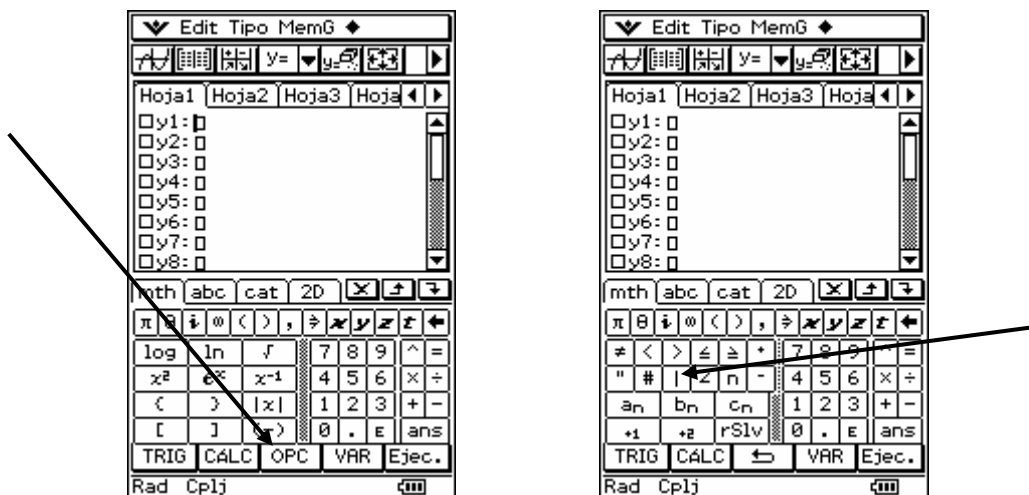 Edit Tipo MemG ◆
y= ▼ y=
Hoja1 Hoja2 Hoja3 Hoja
y1:
y2:
y3:
y4:
y5:
y6:
y7:
y8:
mth abc cat 2D
π θ i ∞ ( ) , ⇒ x y z t
log ln √ 7 8 9 ^ =
x² eˣ x⁻¹ 4 5 6 × ÷
( ) |x| 1 2 3 + −
[ ] (−) 0 . E ans
TRIG CALC OPC VAR Ejec.
Rad Cplj
Edit Tipo MemG ◆
y= ▼ y=
Hoja1 Hoja2 Hoja3 Hoja
y1:
y2:
y3:
y4:
y5:
y6:
y7:
y8:
mth abc cat 2D
π θ i ∞ ( ) , ⇒ x y z t
≠ < > ≤ ≥ 7 8 9 ^ =
" # | ∠ n 4 5 6 × ÷
an bn cn 1 2 3 + −
+1 +2 rSlv 0 . E ans
TRIG CALC VAR Ejec.
Rad Cplj